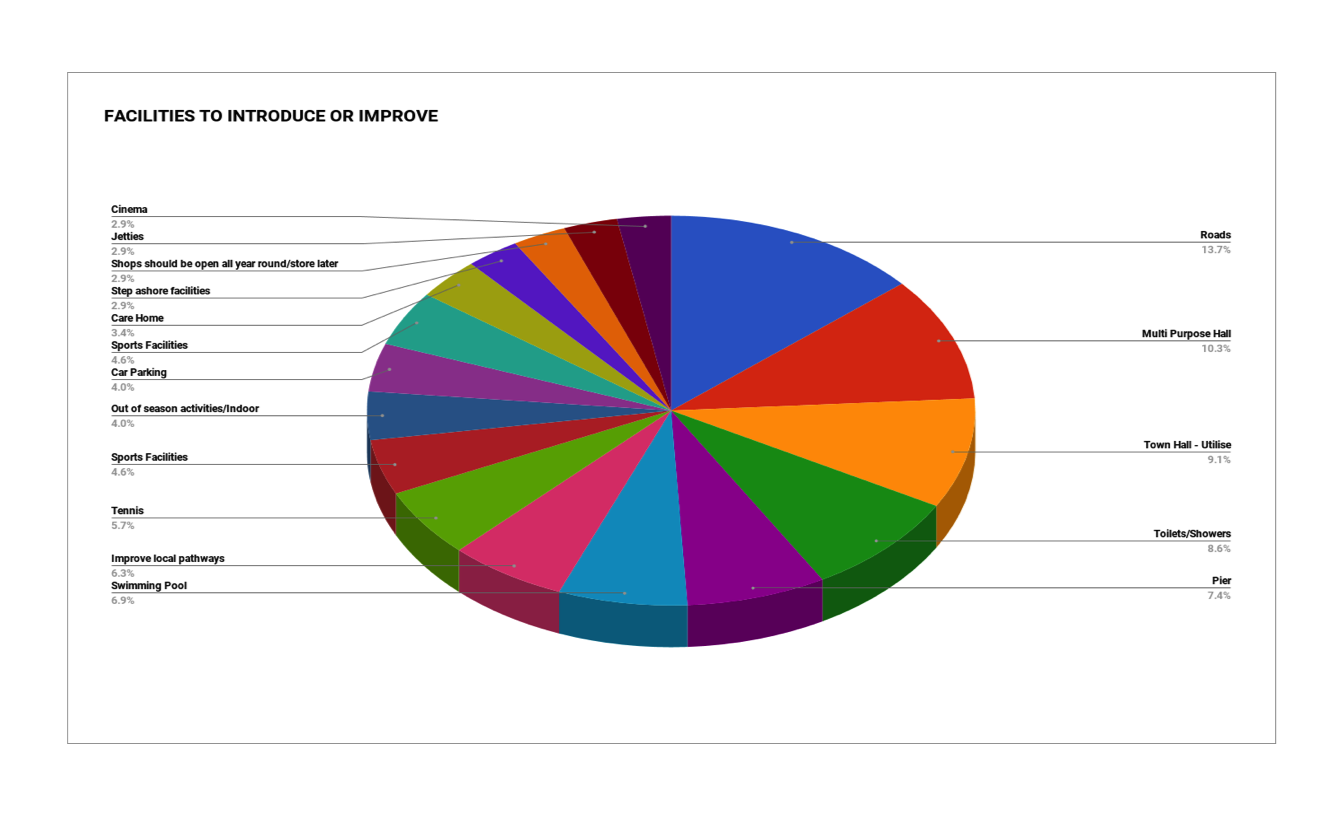 FACILITIES TO INTRODUCE OR IMPROVE
Cinema
2.9%
Jetties
2.9%
Shops should be open all year round/store later
2.9%
Step ashore facilities
2.9%
Care Home
3.4%
Sports Facilities
4.6%
Car Parking
4.0%
Out of season activities/Indoor
4.0%
Sports Facilities
4.6%
Tennis
5.7%
Improve local pathways
6.3%
Swimming Pool
6.9%
Roads
13.7%
Multi Purpose Hall
10.3%
Town Hall - Utilise
9.1%
Toilets/Showers
8.6%
Pier
7.4%